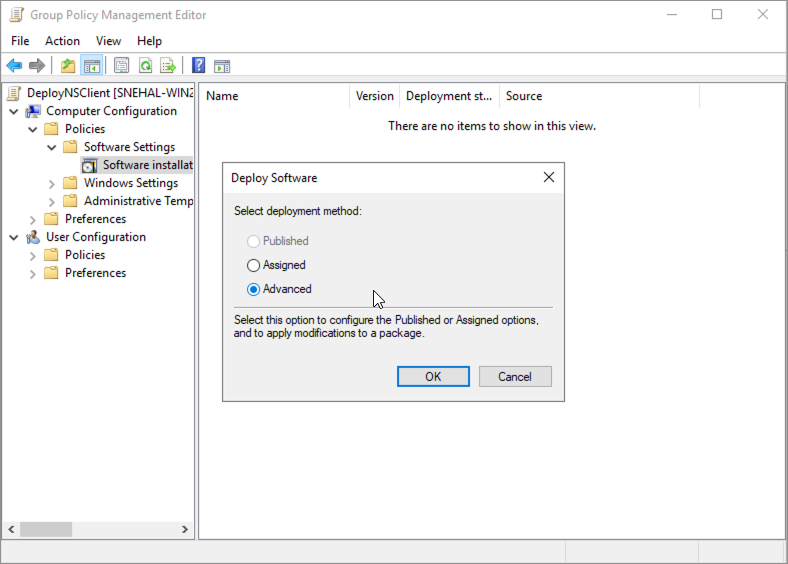 Group Policy Management Editor
File Action View Help
DeployNSClient [SNEHAL-WIN2
Computer Configuration
Policies
Software Settings
Software installat
Windows Settings
Administrative Temp
Preferences
User Configuration
Policies
Preferences
Name Version Deployment st... Source
There are no items to show in this view.
Deploy Software
Select deployment method:
Published
Assigned
Advanced
Select this option to configure the Published or Assigned options,
and to apply modifications to a package.
OK Cancel